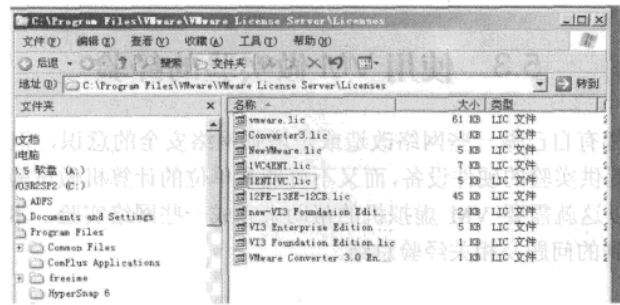 C:\Program Files\VMware\VMware License Server\Licenses
文件(F) 编辑(E) 查看(V) 收藏(A) 工具(T) 帮助(H)
后退 搜索 文件夹
地址(D) C:\Program Files\VMware\VMware License Server\Licenses 转到
文件夹 × 名称 大小 类型
vmware.lic 61 KB LIC 文件
文档 Converter3.lic 1 KB LIC 文件
电脑 NewVMware.lic 5 KB LIC 文件
.5 软盘 (A:) 1VC4ENT.lic 7 KB LIC 文件
03R2SP2 (C:) 1ENT1VC.lic 5 KB LIC 文件
ADFS 12FE-13EE-12CB.lic 45 KB LIC 文件
Documents and Settings new-VI3 Foundation Edit... 2 KB LIC 文件
Program Files VI3 Enterprise Edition ... 5 KB LIC 文件
Common Files VI3 Foundation Edition.lic 1 KB LIC 文件
ComPlus Applications VMware Converter 3.0 En... 1 KB LIC 文件
freeime
HyperSnap 6